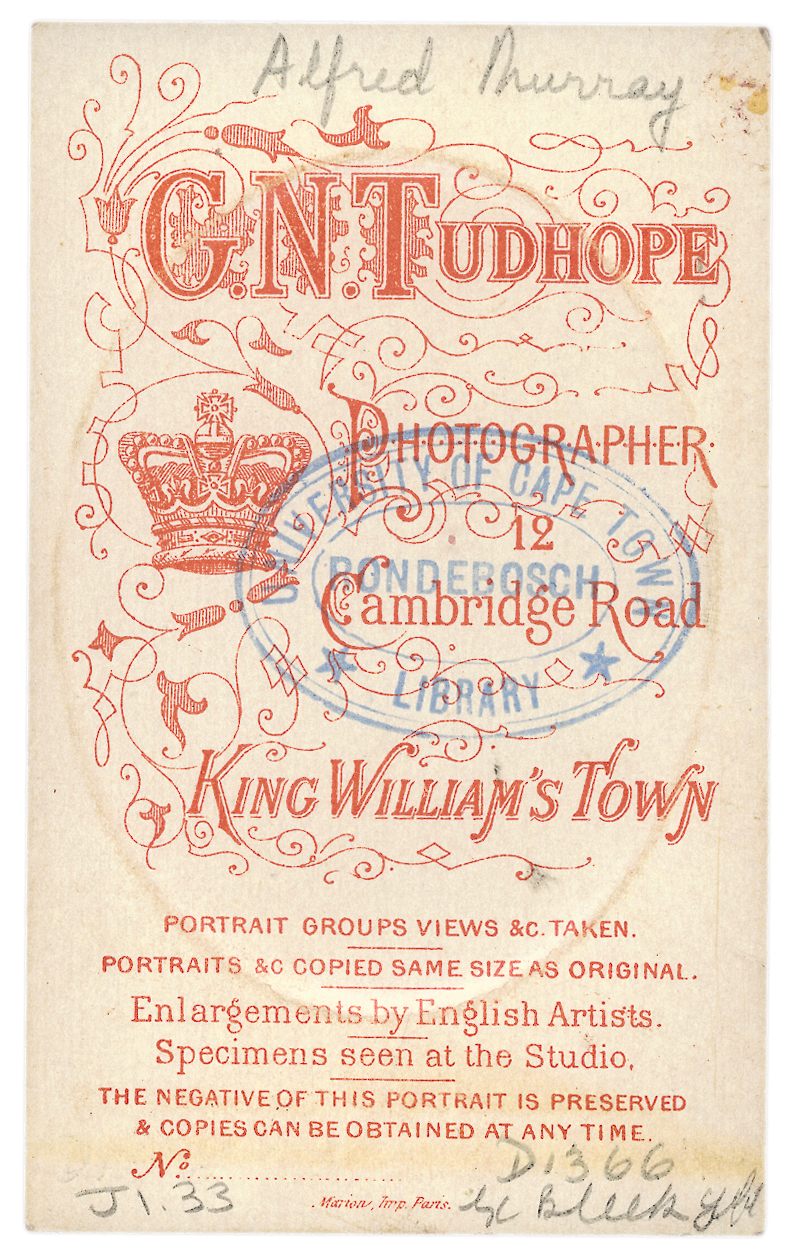 Alfred Murray
G.N. TUDHOPE
PHOTOGRAPHER
12
Cambridge Road
UNIVERSITY OF CAPE TOWN
RONDEBOSCH
LIBRARY
KING WILLIAM'S TOWN
PORTRAIT GROUPS VIEWS &C. TAKEN.
PORTRAITS &C COPIED SAME SIZE AS ORIGINAL.
Enlargements by English Artists.
Specimens seen at the Studio.
THE NEGATIVE OF THIS PORTRAIT IS PRESERVED
& COPIES CAN BE OBTAINED AT ANY TIME.
No.
D.1366
J1.33
Marion, Imp. Paris.
Bleek